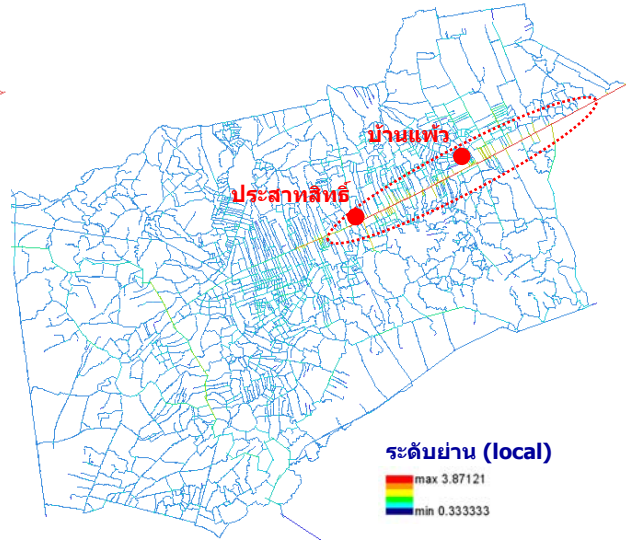 บ้านแพ้ว
ประสาทสิทธิ์
ระดับย่าน (local)
max 3.87121
min 0.333333